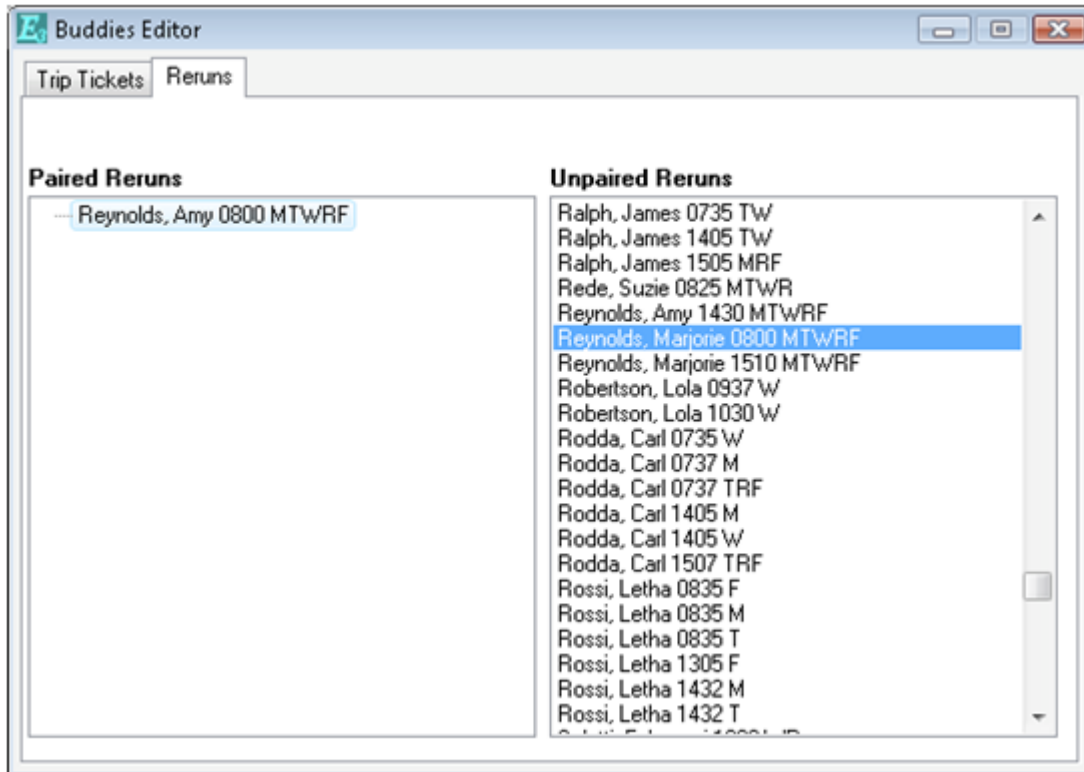 Buddies Editor
Trip Tickets
Reruns
Paired Reruns
Reynolds, Amy 0800 MTWRF
Unpaired Reruns
Ralph, James 0735 TW
Ralph, James 1405 TW
Ralph, James 1505 MRF
Rede, Suzie 0825 MTWR
Reynolds, Amy 1430 MTWRF
Reynolds, Marjorie 0800 MTWRF
Reynolds, Marjorie 1510 MTWRF
Robertson, Lola 0937 W
Robertson, Lola 1030 W
Rodda, Carl 0735 W
Rodda, Carl 0737 M
Rodda, Carl 0737 TRF
Rodda, Carl 1405 M
Rodda, Carl 1405 W
Rodda, Carl 1507 TRF
Rossi, Letha 0835 F
Rossi, Letha 0835 M
Rossi, Letha 0835 T
Rossi, Letha 1305 F
Rossi, Letha 1432 M
Rossi, Letha 1432 T